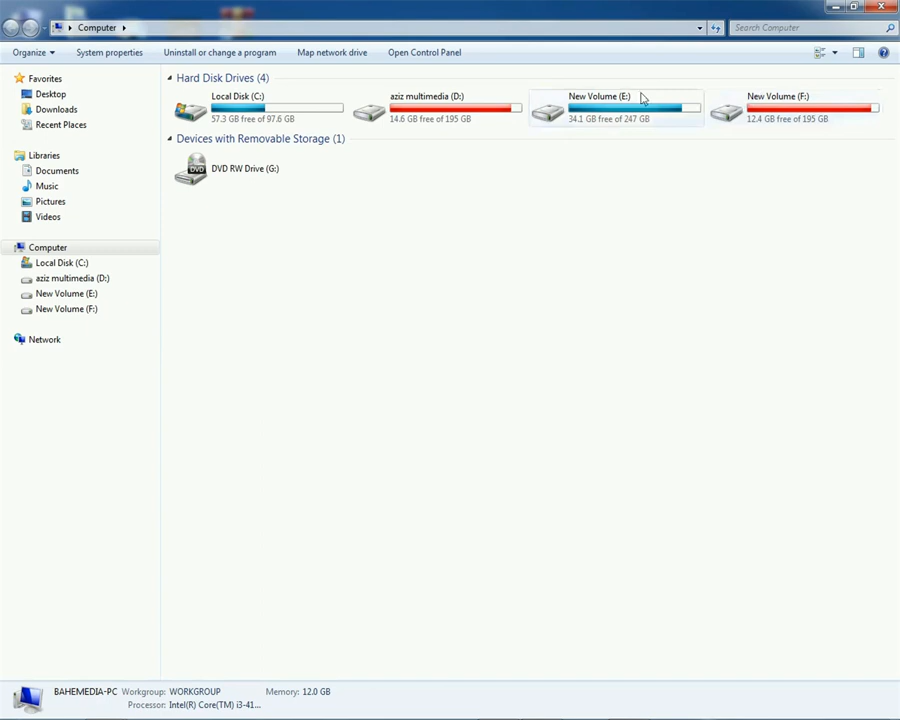 Computer
Search Computer
Organize System properties Uninstall or change a program Map network drive Open Control Panel
Favorites
Desktop
Downloads
Recent Places
Libraries
Documents
Music
Pictures
Videos
Computer
Local Disk (C:)
aziz multimedia (D:)
New Volume (E:)
New Volume (F:)
Network
Hard Disk Drives (4)
Local Disk (C:)
57.3 GB free of 97.6 GB
aziz multimedia (D:)
14.6 GB free of 195 GB
New Volume (E:)
34.1 GB free of 247 GB
New Volume (F:)
12.4 GB free of 195 GB
Devices with Removable Storage (1)
DVD
DVD RW Drive (G:)
BAHEMEDIA-PC Workgroup: WORKGROUP Memory: 12.0 GB
Processor: Intel(R) Core(TM) i3-41...